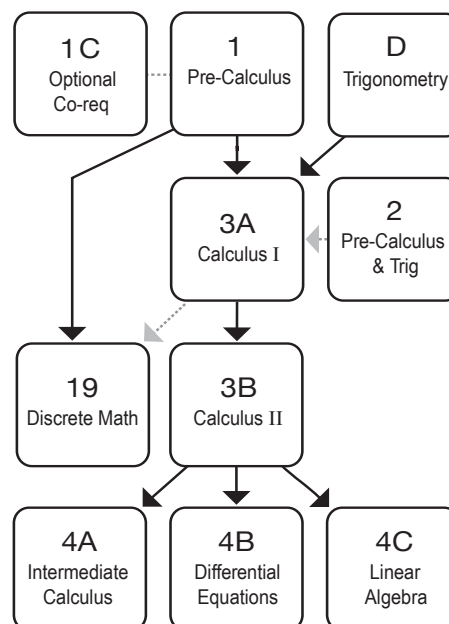 1C
Optional
Co-req
1
Pre-Calculus
D
Trigonometry
3A
Calculus I
2
Pre-Calculus
& Trig
19
Discrete Math
3B
Calculus II
4A
Intermediate
Calculus
4B
Differential
Equations
4C
Linear
Algebra